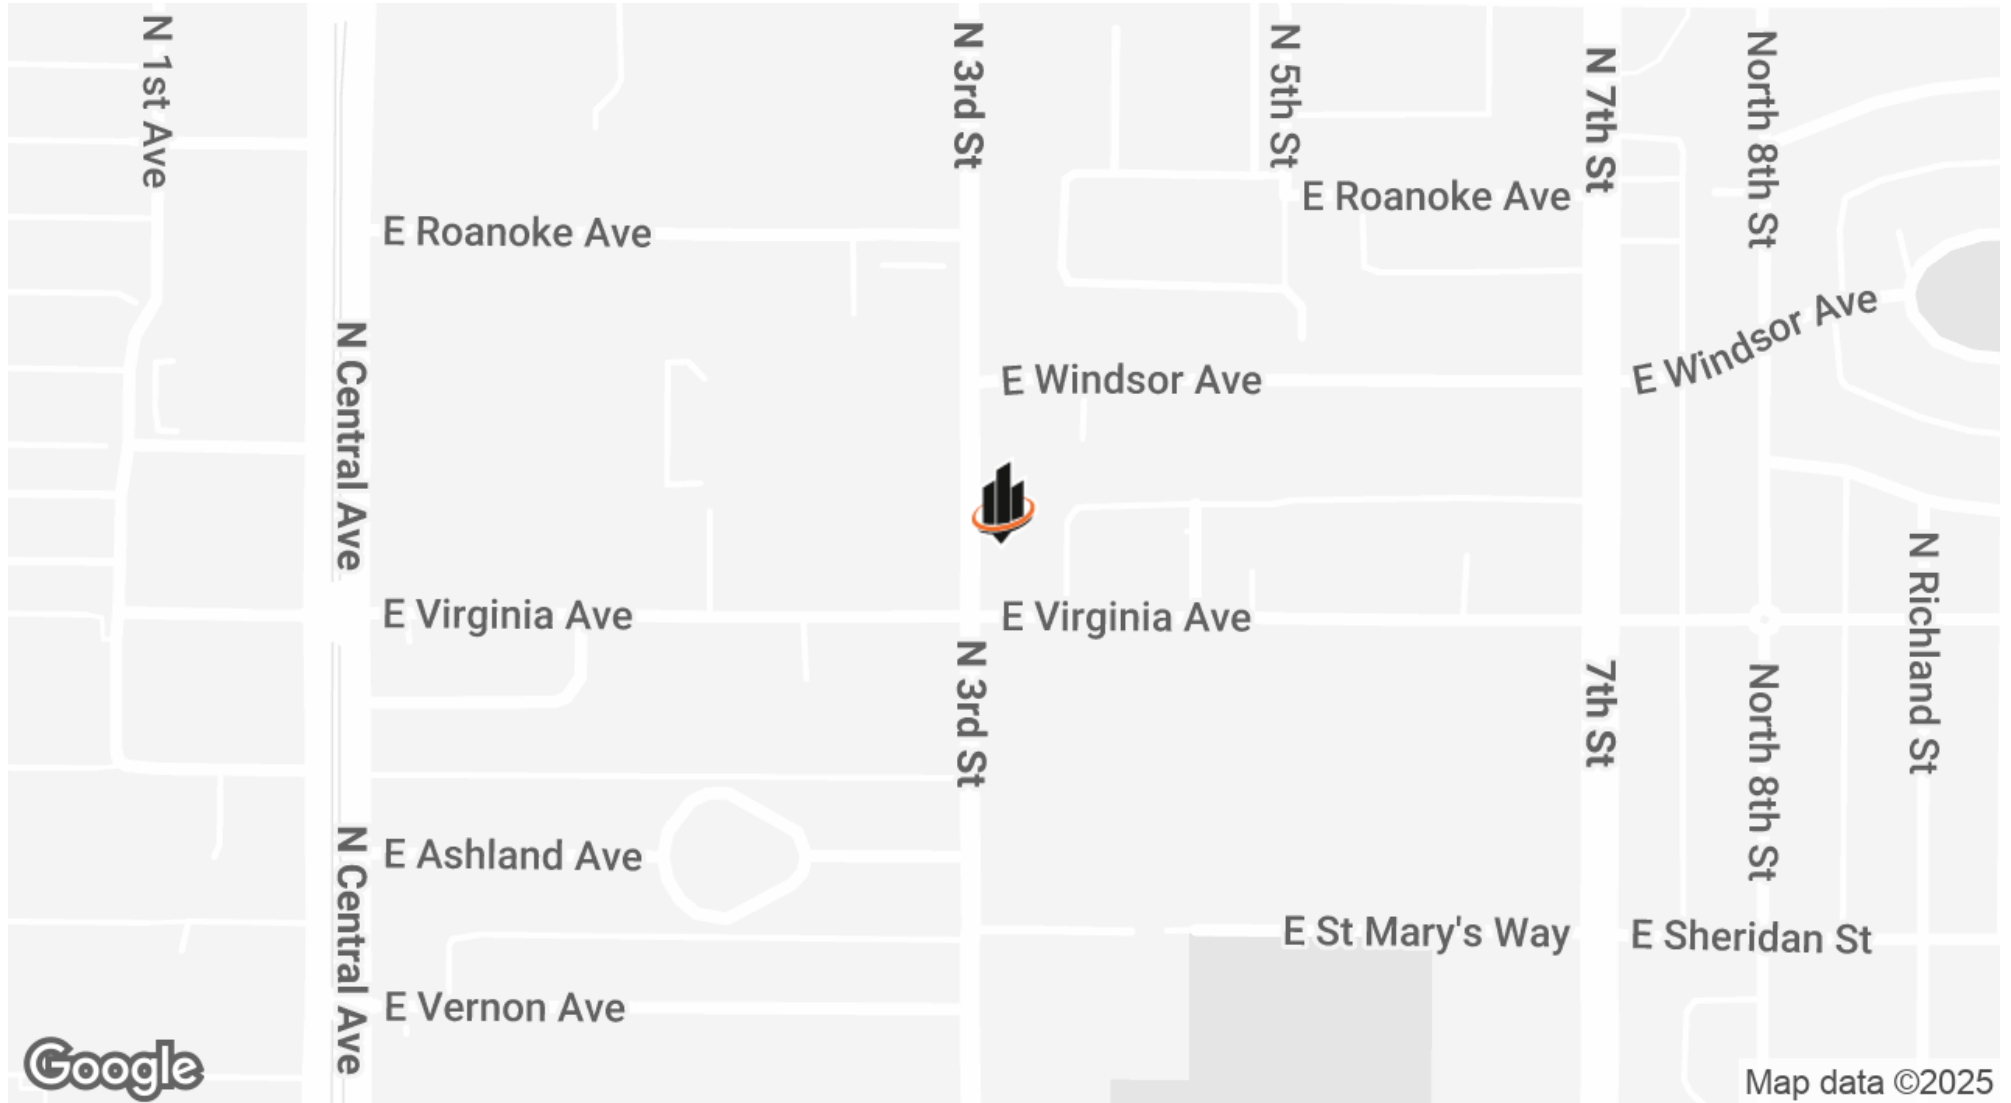 N 1st Ave
N 3rd St
N 5th St
N 7th St
North 8th St
E Roanoke Ave
E Roanoke Ave
E Windsor Ave
N Central Ave
E Windsor Ave
E Virginia Ave
E Virginia Ave
N Richland St
N 3rd St
7th St
North 8th St
N Central Ave
E Ashland Ave
E St Mary's Way
E Sheridan St
E Vernon Ave
Google
Map data ©2025